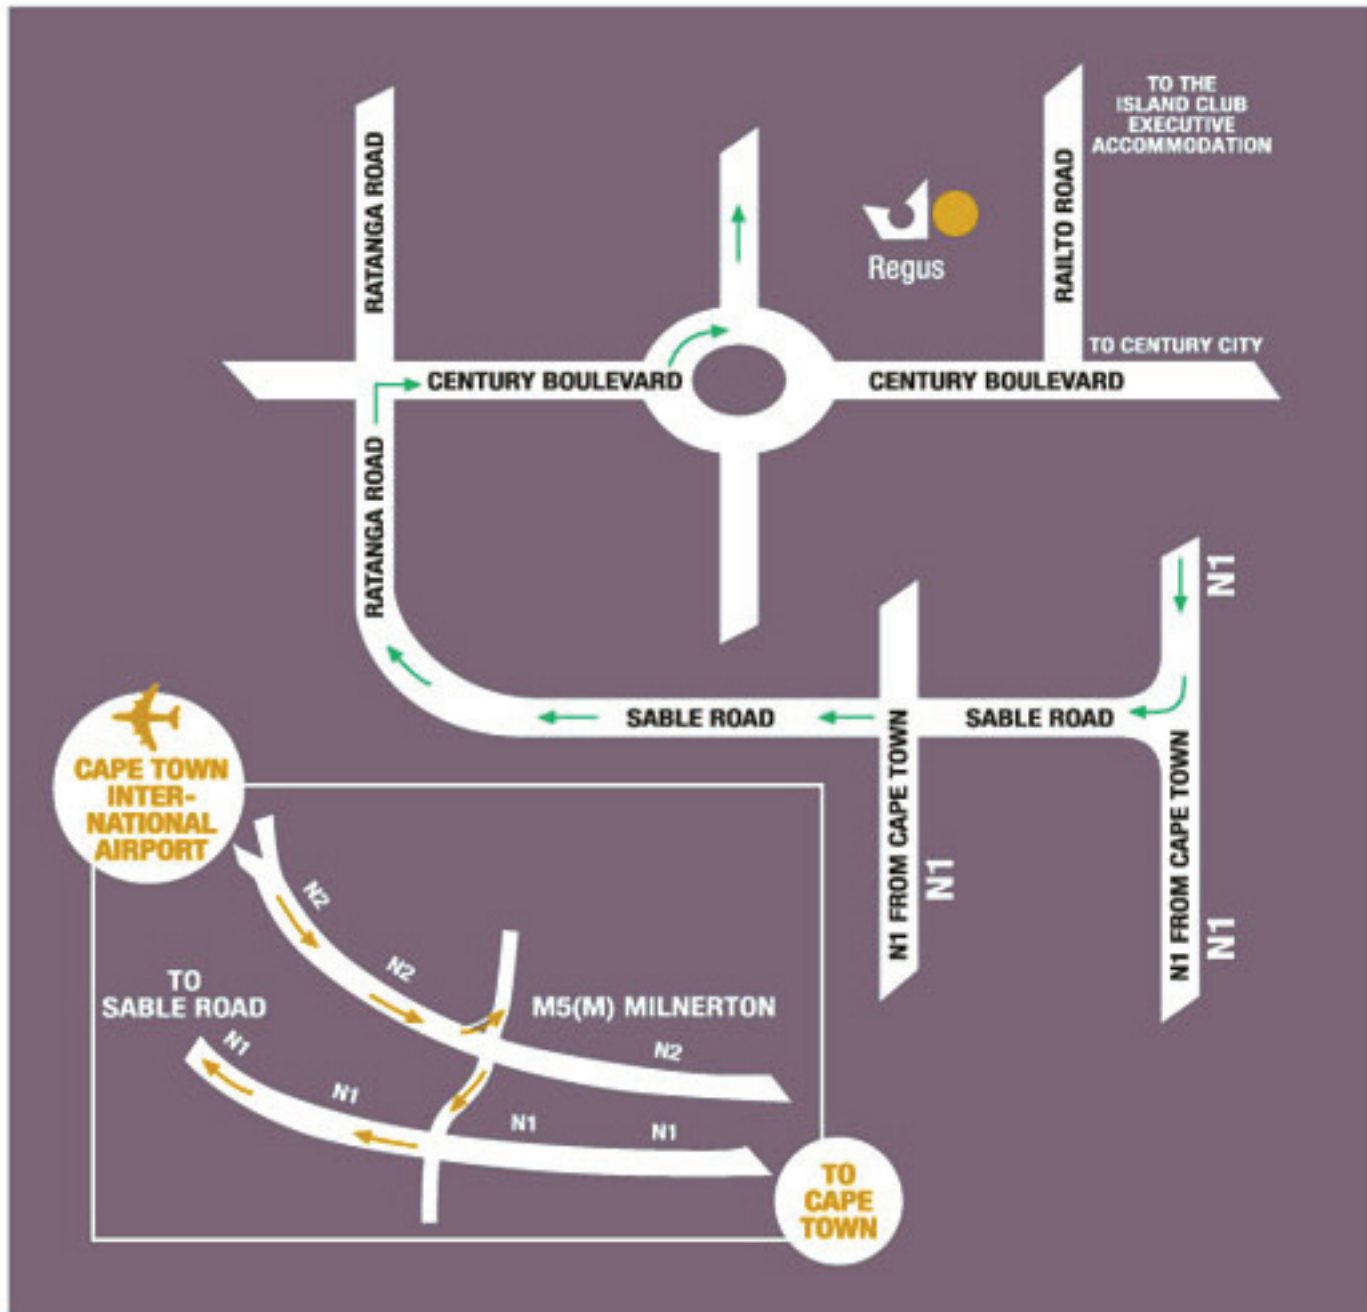 TO THE
ISLAND CLUB
EXECUTIVE
ACCOMMODATION
RATANGA ROAD
RAILTO ROAD
Regus
TO CENTURY CITY
CENTURY BOULEVARD
CENTURY BOULEVARD
RATANGA ROAD
N1
SABLE ROAD
SABLE ROAD
N1 FROM CAPE TOWN
N1
N1 FROM CAPE TOWN
N1
CAPE TOWN
INTER-
NATIONAL
AIRPORT
N2
N2
TO
SABLE ROAD
M5(M) MILNERTON
N2
N1
N1
N1
N1
TO
CAPE
TOWN